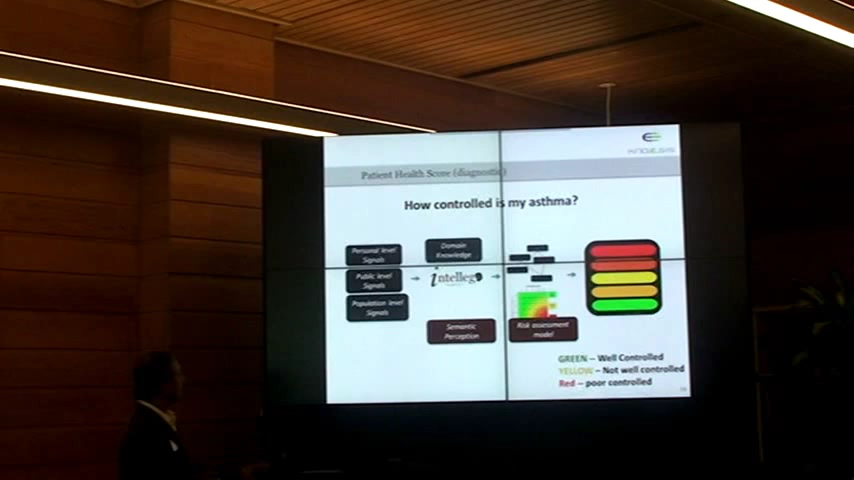 KNOESIS
Patient Health Score (diagnostic)
How controlled is my asthma?
Personal level
Signals
Public level
Signals
Population level
Signals
Domain
Knowledge
intellego
Semantic
Perception
Risk assessment
model
GREEN – Well Controlled
YELLOW – Not well controlled
Red – poor controlled